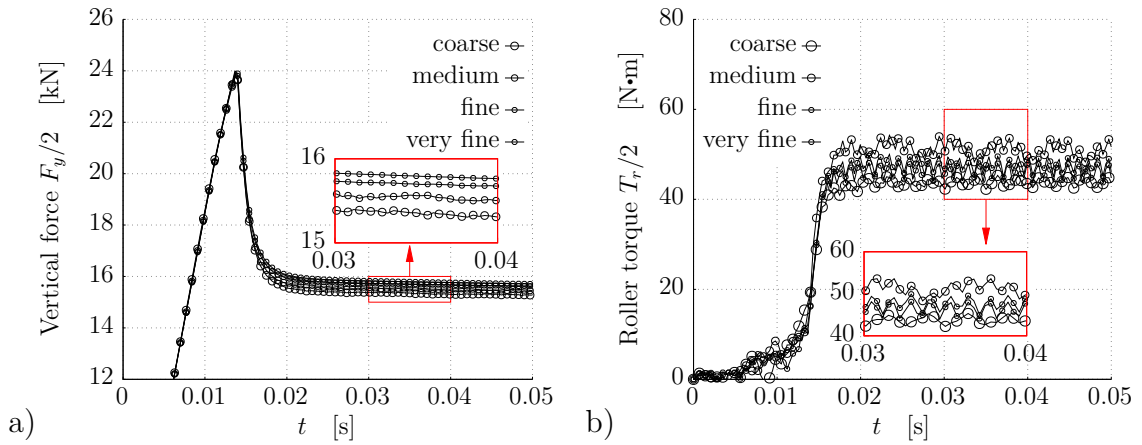 26
24
22
20
18
16
14
12
Vertical force F_y/2 [kN]
coarse
medium
fine
very fine
16
15
0.03
0.04
0
0.01
0.02
0.03
0.04
0.05
t [s]
a)
80
60
40
20
0
Roller torque T_r/2 [N•m]
coarse
medium
fine
very fine
60
50
40
0.03
0.04
0
0.01
0.02
0.03
0.04
0.05
t [s]
b)